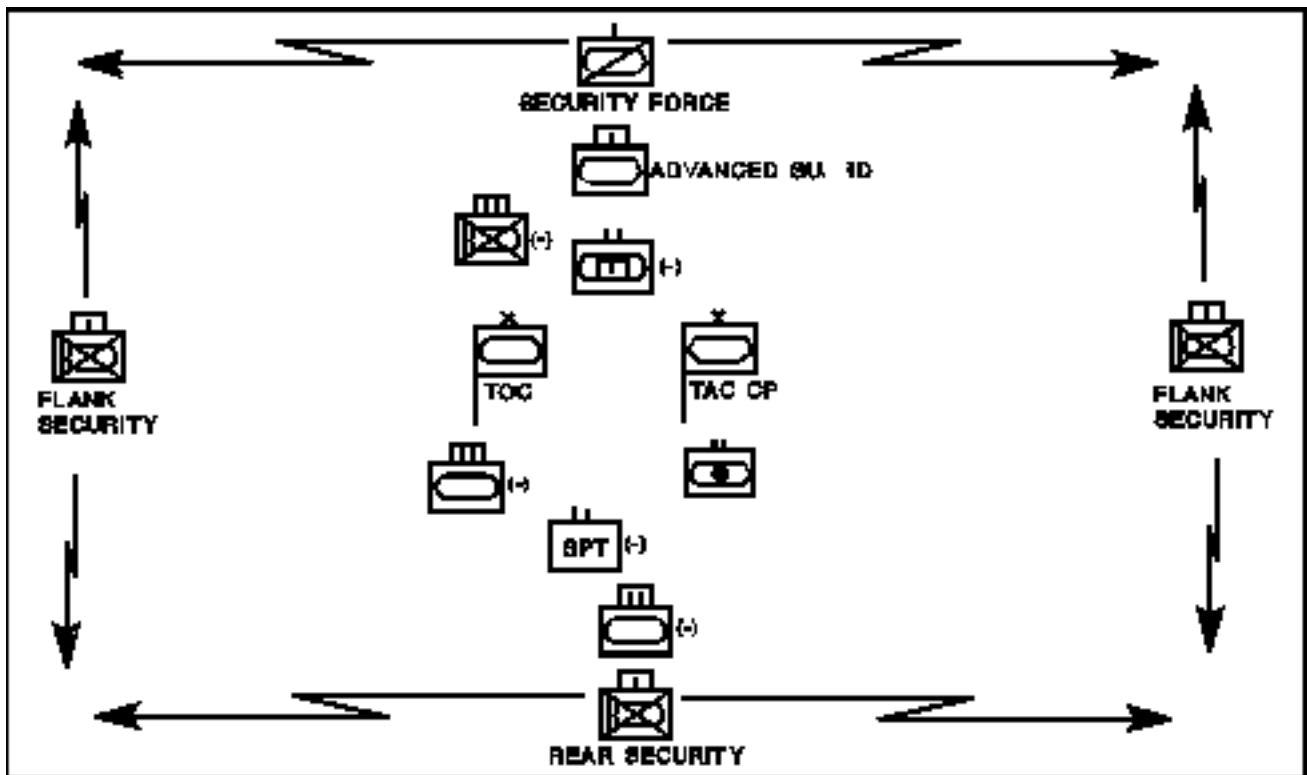 SECURITY FORCE
ADVANCED
(-)
(-)
TOC
TAC CP
FLANK
SECURITY
FLANK
SECURITY
(-)
SPT (-)
(-)
REAR SECURITY